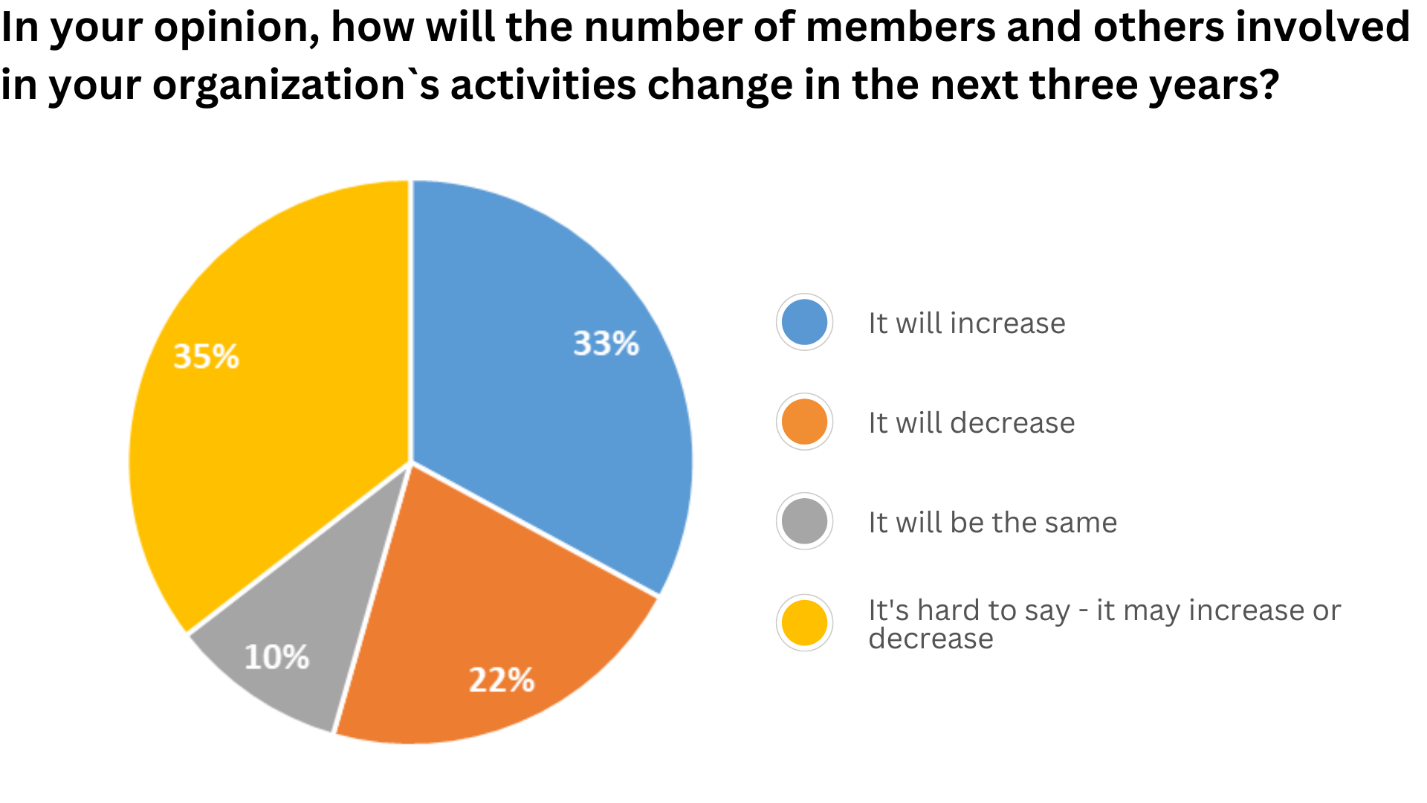 In your opinion, how will the number of members and others involved
in your organization`s activities change in the next three years?
35%
33%
10%
22%
It will increase
It will decrease
It will be the same
It's hard to say - it may increase or
decrease